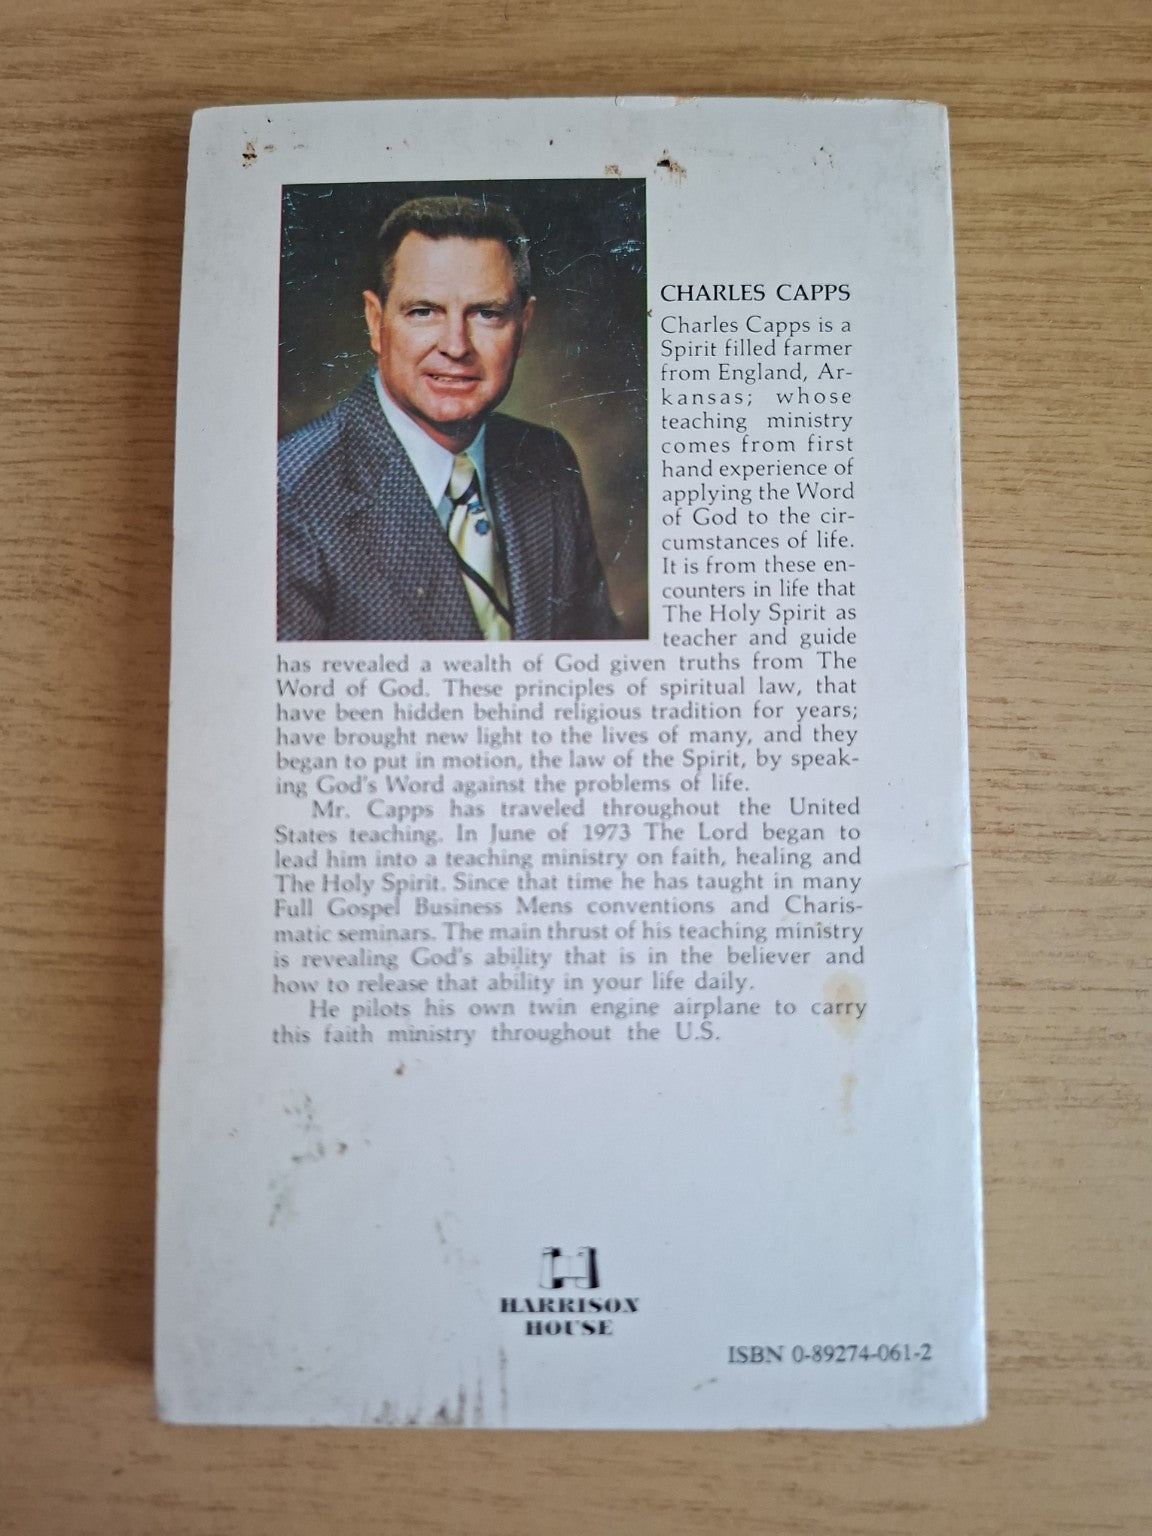 CHARLES CAPPS
Charles Capps is a
Spirit filled farmer
from England, Ar-
kansas; whose
teaching ministry
comes from first
hand experience of
applying the Word
of God to the cir-
cumstances of life.
It is from these en-
counters in life that
The Holy Spirit as
teacher and guide
has revealed a wealth of God given truths from The
Word of God. These principles of spiritual law, that
have been hidden behind religious tradition for years;
have brought new light to the lives of many, and they
began to put in motion, the law of the Spirit, by speak-
ing God's Word against the problems of life.
Mr. Capps has traveled throughout the United
States teaching. In June of 1973 The Lord began to
lead him into a teaching ministry on faith, healing and
The Holy Spirit. Since that time he has taught in many
Full Gospel Business Mens conventions and Charis-
matic seminars. The main thrust of his teaching ministry
is revealing God's ability that is in the believer and
how to release that ability in your life daily.
He pilots his own twin engine airplane to carry
this faith ministry throughout the U.S.
HARRISON
HOUSE
ISBN 0-89274-061-2